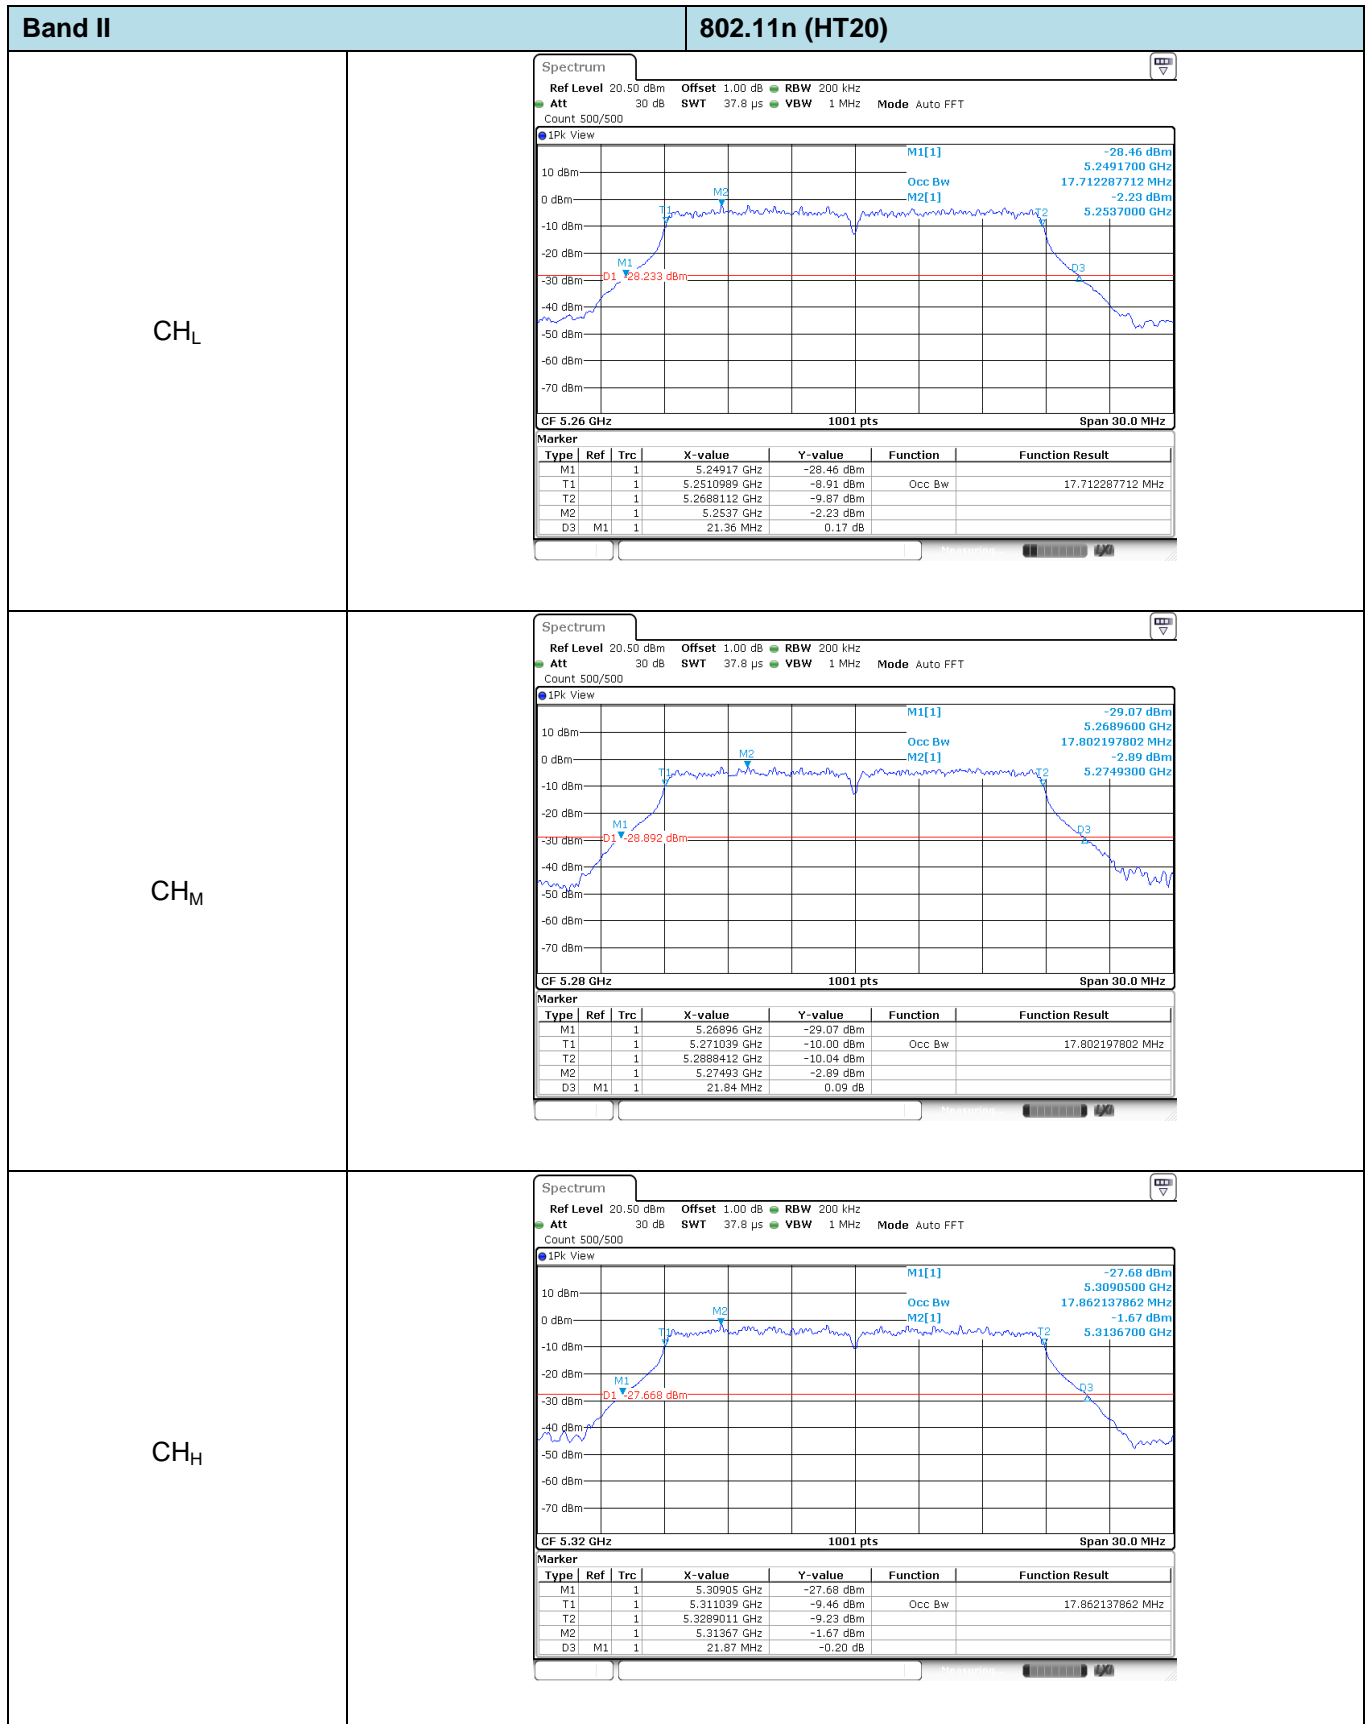 Band II 802.11n (HT20)
CHL
Spectrum
Ref Level 20.50 dBm Offset 1.00 dB RBW 200 kHz
Att 30 dB SWT 37.8 µs VBW 1 MHz Mode Auto FFT
Count 500/500
1Pk View
M1[1] -28.46 dBm
5.2491700 GHz
Occ Bw 17.712287712 MHz
M2[1] -2.23 dBm
5.2537000 GHz
10 dBm
0 dBm
-10 dBm
-20 dBm
-30 dBm
-40 dBm
-50 dBm
-60 dBm
-70 dBm
M2
T1
T2
M1
D1 -28.233 dBm
D3
CF 5.26 GHz 1001 pts Span 30.0 MHz
Marker
Type Ref Trc X-value Y-value Function Function Result
M1 1 5.24917 GHz -28.46 dBm
T1 1 5.2510989 GHz -8.91 dBm Occ Bw 17.712287712 MHz
T2 1 5.2688112 GHz -9.87 dBm
M2 1 5.2537 GHz -2.23 dBm
D3 M1 1 21.36 MHz 0.17 dB
Measuring...
CHM
Spectrum
Ref Level 20.50 dBm Offset 1.00 dB RBW 200 kHz
Att 30 dB SWT 37.8 µs VBW 1 MHz Mode Auto FFT
Count 500/500
1Pk View
M1[1] -29.07 dBm
5.2689600 GHz
Occ Bw 17.802197802 MHz
M2[1] -2.89 dBm
5.2749300 GHz
10 dBm
0 dBm
-10 dBm
-20 dBm
-30 dBm
-40 dBm
-50 dBm
-60 dBm
-70 dBm
M2
T1
T2
M1
D1 -28.892 dBm
D3
CF 5.28 GHz 1001 pts Span 30.0 MHz
Marker
Type Ref Trc X-value Y-value Function Function Result
M1 1 5.26896 GHz -29.07 dBm
T1 1 5.271039 GHz -10.00 dBm Occ Bw 17.802197802 MHz
T2 1 5.2888412 GHz -10.04 dBm
M2 1 5.27493 GHz -2.89 dBm
D3 M1 1 21.84 MHz 0.09 dB
Measuring...
CHH
Spectrum
Ref Level 20.50 dBm Offset 1.00 dB RBW 200 kHz
Att 30 dB SWT 37.8 µs VBW 1 MHz Mode Auto FFT
Count 500/500
1Pk View
M1[1] -27.68 dBm
5.3090500 GHz
Occ Bw 17.862137862 MHz
M2[1] -1.67 dBm
5.3136700 GHz
10 dBm
0 dBm
-10 dBm
-20 dBm
-30 dBm
-40 dBm
-50 dBm
-60 dBm
-70 dBm
M2
T1
T2
M1
D1 -27.668 dBm
D3
CF 5.32 GHz 1001 pts Span 30.0 MHz
Marker
Type Ref Trc X-value Y-value Function Function Result
M1 1 5.30905 GHz -27.68 dBm
T1 1 5.311039 GHz -9.46 dBm Occ Bw 17.862137862 MHz
T2 1 5.3289011 GHz -9.23 dBm
M2 1 5.31367 GHz -1.67 dBm
D3 M1 1 21.87 MHz -0.20 dB
Measuring...